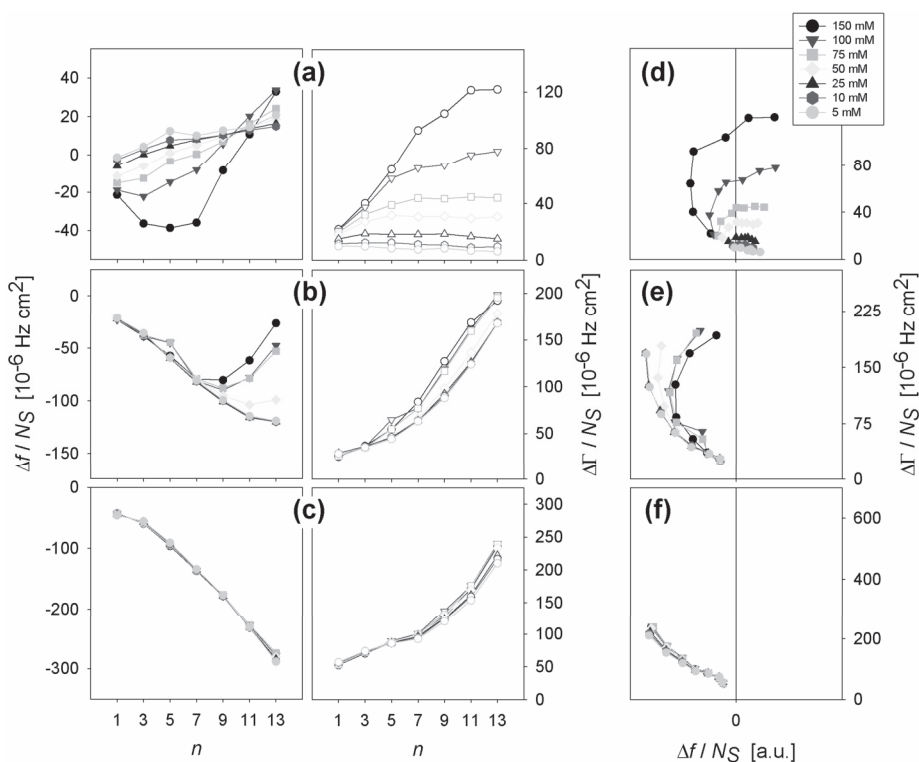 150 mM
100 mM
75 mM
50 mM
25 mM
10 mM
5 mM
(a)
(d)
40
20
0
-20
-40
120
80
40
0
80
40
0
(b)
(e)
0
-50
-100
-150
200
150
100
50
0
225
150
75
0
Δf / NS [10-6 Hz cm2]
ΔΓ / NS [10-6 Hz cm2]
ΔΓ / NS [10-6 Hz cm2]
(c)
(f)
0
-100
-200
-300
300
250
200
150
100
50
0
600
400
200
0
1 3 5 7 9 11 13
1 3 5 7 9 11 13
0
n
n
Δf / NS [a.u.]